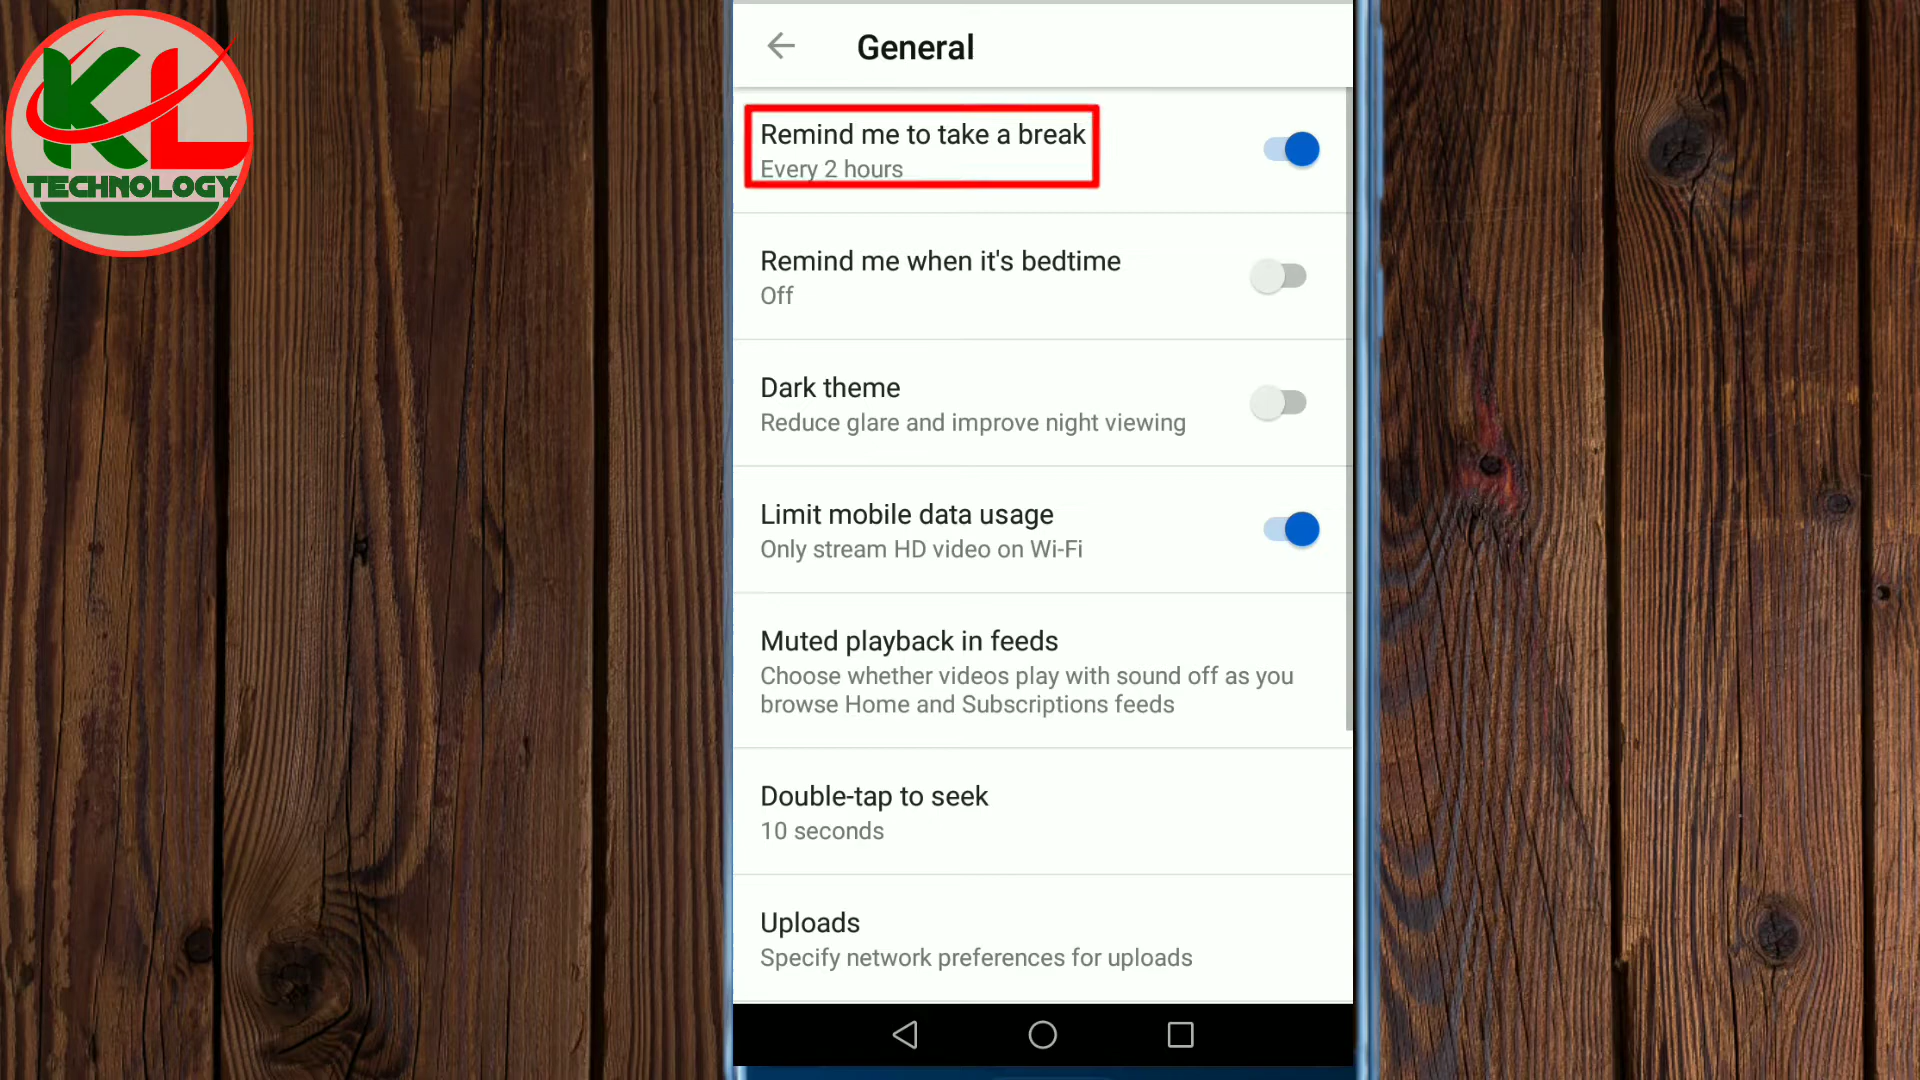 KL
TECHNOLOGY
General
Remind me to take a break
Every 2 hours
Remind me when it's bedtime
Off
Dark theme
Reduce glare and improve night viewing
Limit mobile data usage
Only stream HD video on Wi-Fi
Muted playback in feeds
Choose whether videos play with sound off as you
browse Home and Subscriptions feeds
Double-tap to seek
10 seconds
Uploads
Specify network preferences for uploads